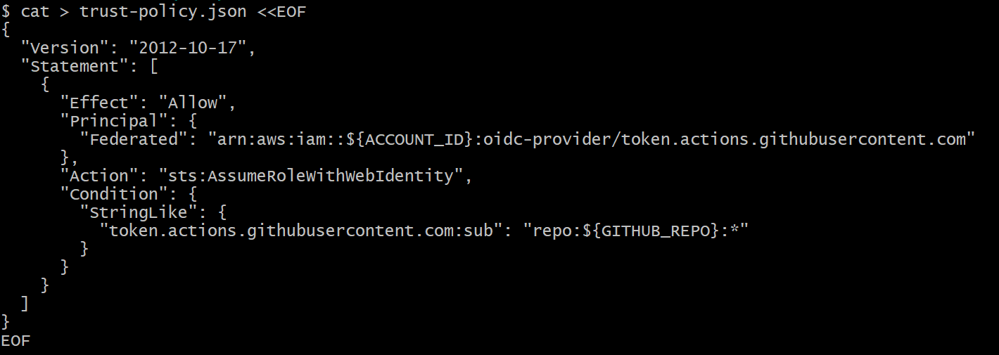 $ cat > trust-policy.json <<EOF
{
  "Version": "2012-10-17",
  "Statement": [
    {
      "Effect": "Allow",
      "Principal": {
        "Federated": "arn:aws:iam::${ACCOUNT_ID}:oidc-provider/token.actions.githubusercontent.com"
      },
      "Action": "sts:AssumeRoleWithWebIdentity",
      "Condition": {
        "StringLike": {
          "token.actions.githubusercontent.com:sub": "repo:${GITHUB_REPO}:*"
        }
      }
    }
  ]
}
EOF